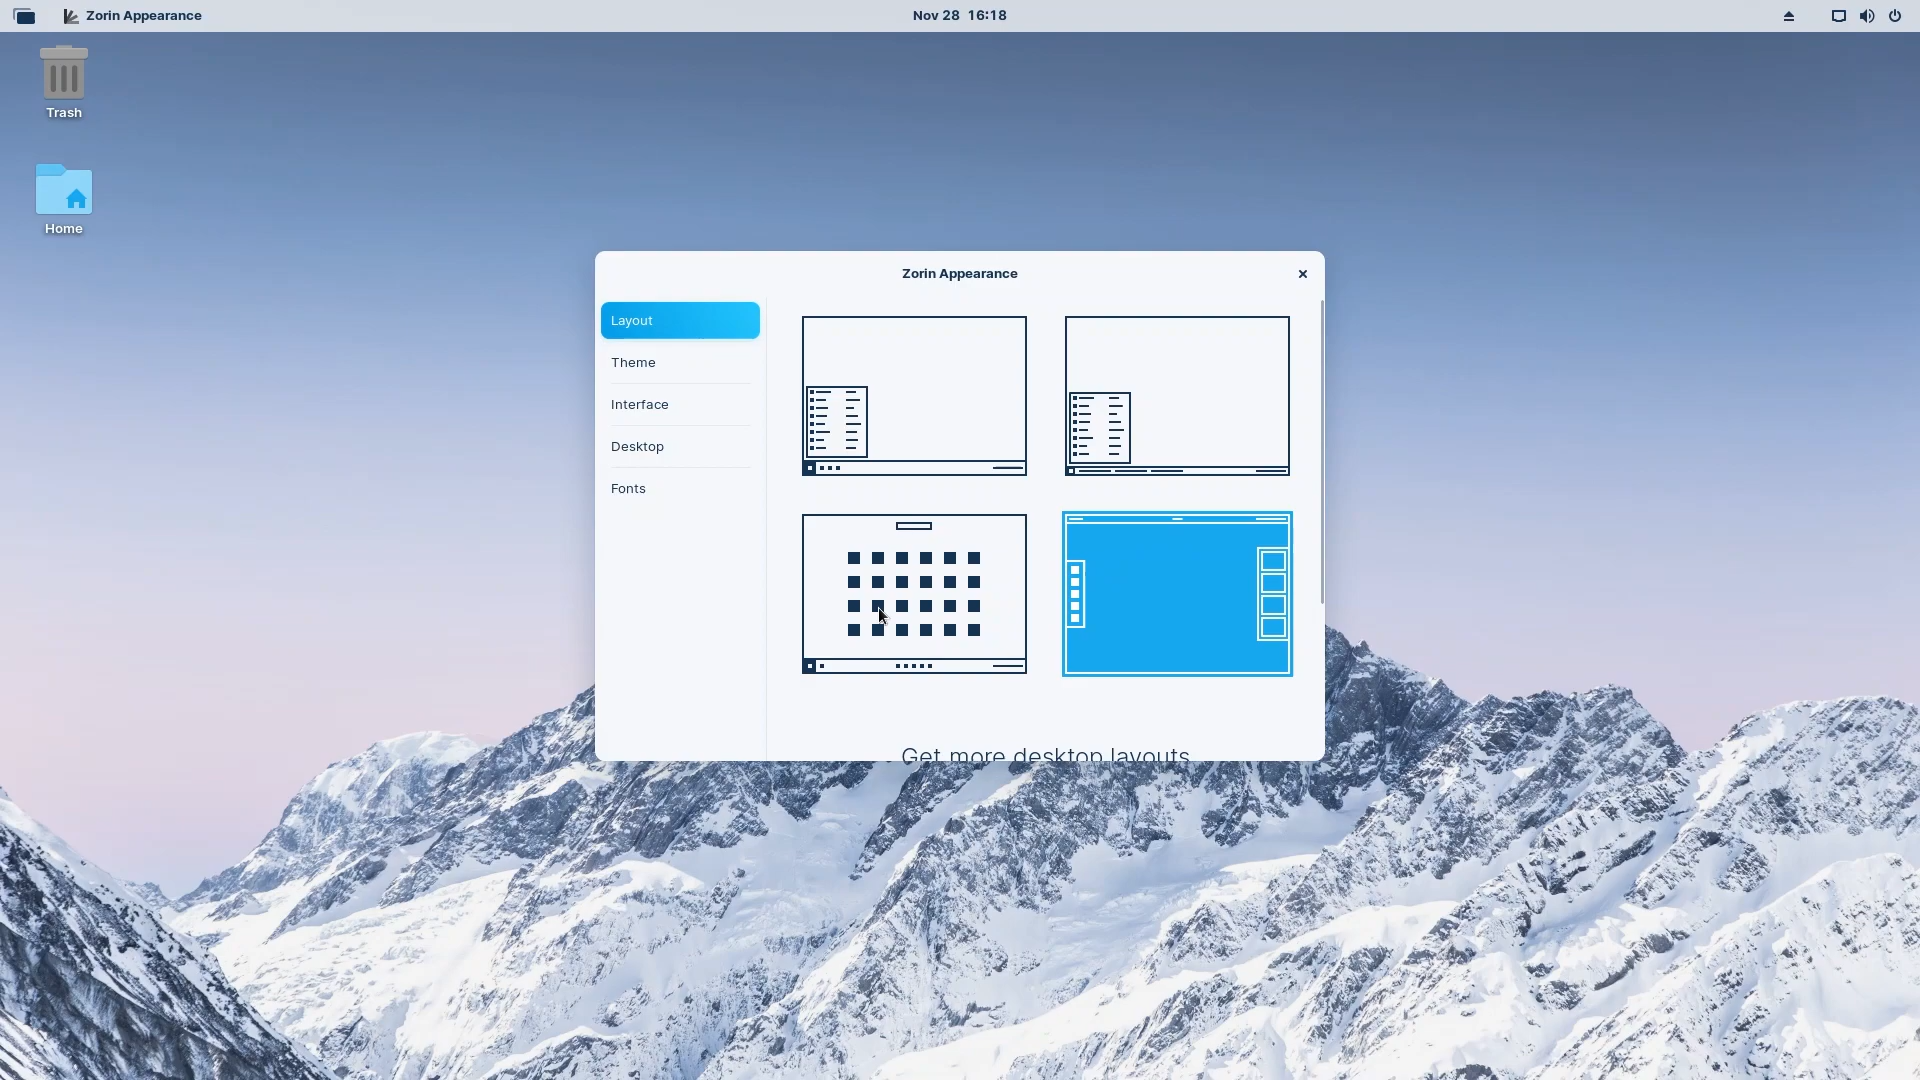 Zorin Appearance
Nov 28 16:18
Trash
Home
Zorin Appearance
Layout
Theme
Interface
Desktop
Fonts
Get more desktop layouts